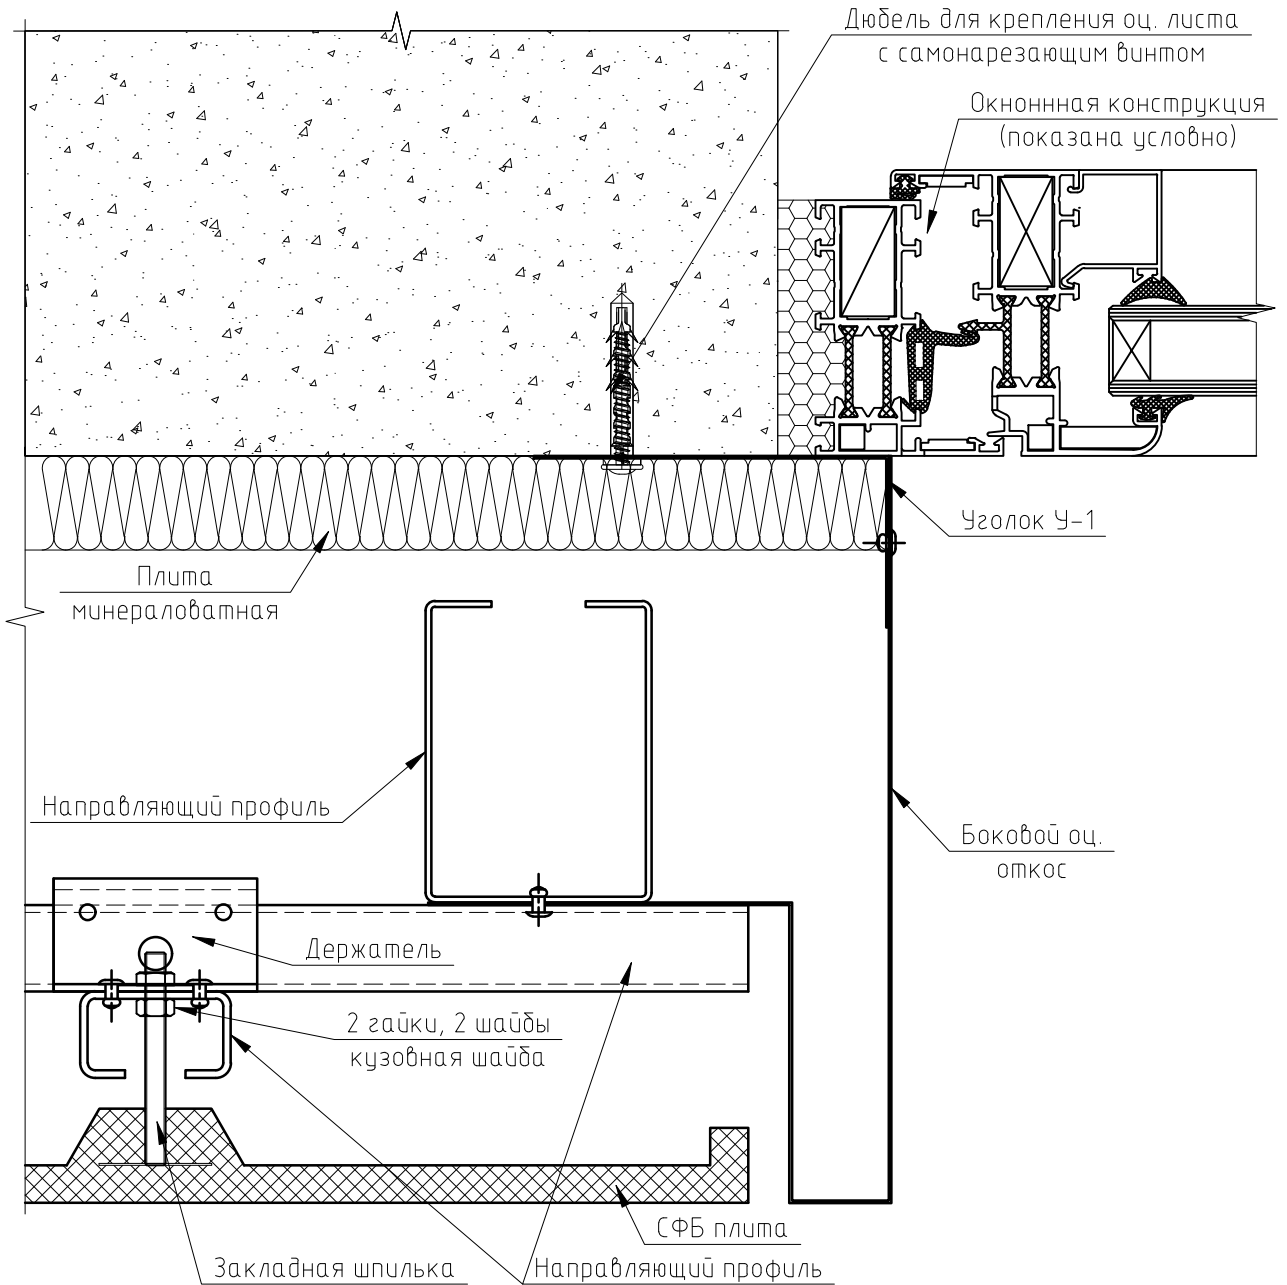 Дюбель для крепления оц. листа
с самонарезающим винтом
Окноннная конструкция
(показана условно)
Уголок У-1
Плита
минераловатная
Направляющий профиль
Боковой оц.
откос
Держатель
2 гайки, 2 шайбы
кузовная шайба
СФБ плита
Закладная шпилька
Направляющий профиль